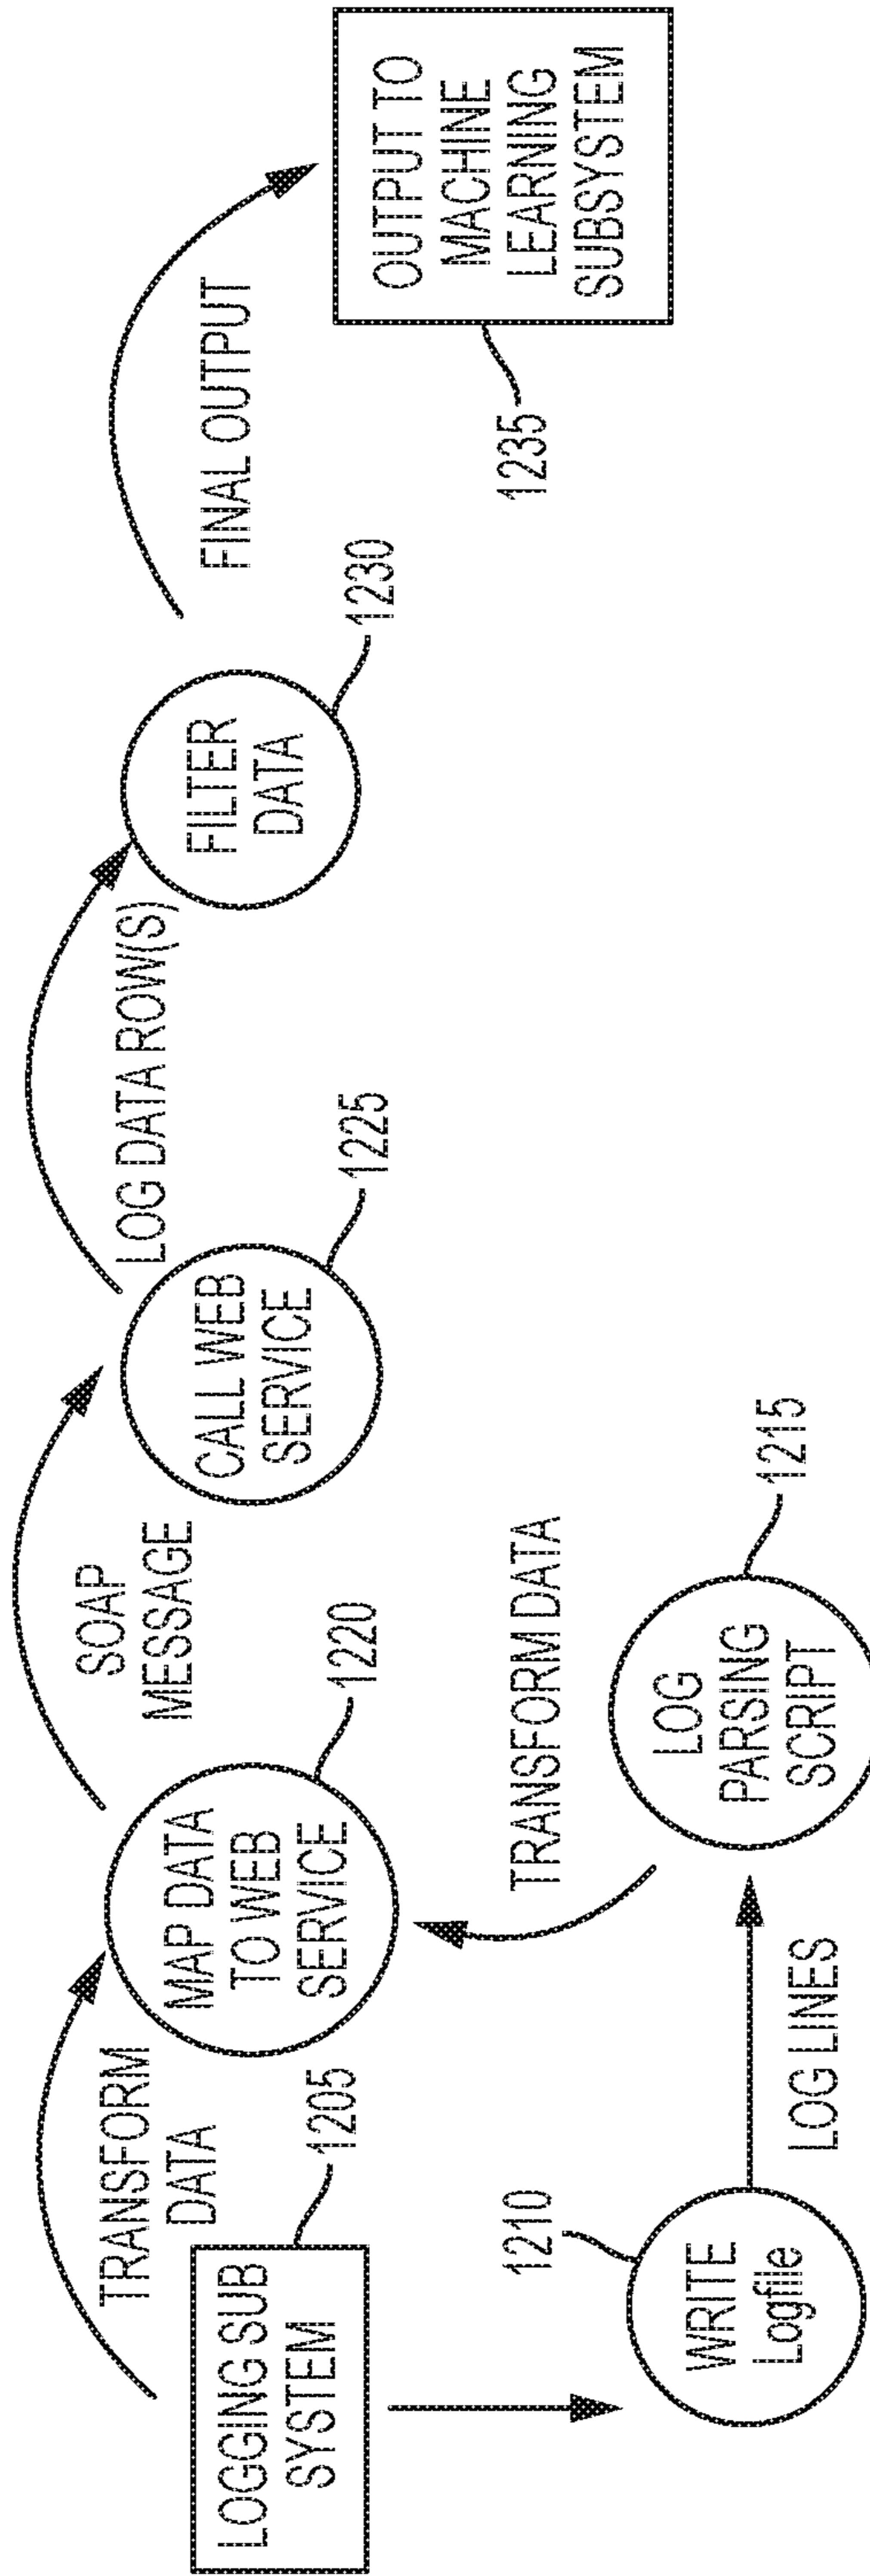 TRANSFORM
DATA
LOGGING SUB
SYSTEM
1205
MAP DATA
TO WEB
SERVICE
1220
SOAP
MESSAGE
CALL WEB
SERVICE
1225
LOG DATA ROW(S)
FILTER
DATA
1230
FINAL OUTPUT
OUTPUT TO
MACHINE
LEARNING
SUBSYSTEM
1235
1210
WRITE
Logfile
LOG LINES
LOG
PARSING
SCRIPT
1215
TRANSFORM DATA